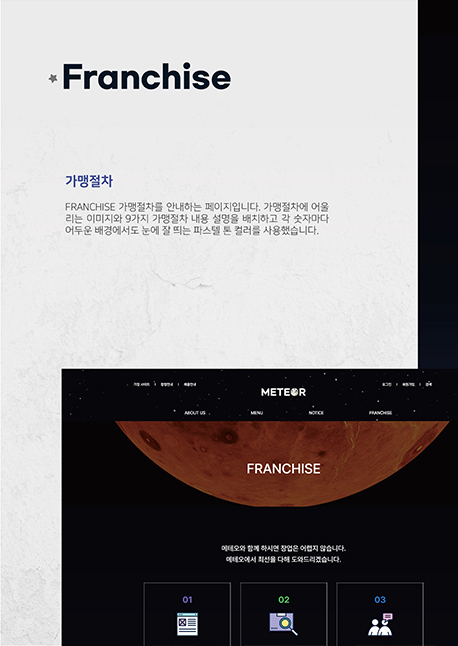 Franchise
가맹절차
FRANCHISE 가맹절차를 안내하는 페이지입니다. 가맹절차에 어울
리는 이미지와 9가지 가맹절차 내용 설명을 배치하고 각 숫자마다
어두운 배경에서도 눈에 잘 띄는 파스텔 톤 컬러를 사용했습니다.
가맹 사이트 | 창업안내 | 매출안내
로그인 | 회원가입 | 검색
METEOR
ABOUT US MENU NOTICE FRANCHISE
FRANCHISE
메테오와 함께 하시면 창업은 어렵지 않습니다.
메테오에서 최선을 다해 도와드리겠습니다.
01 02 03